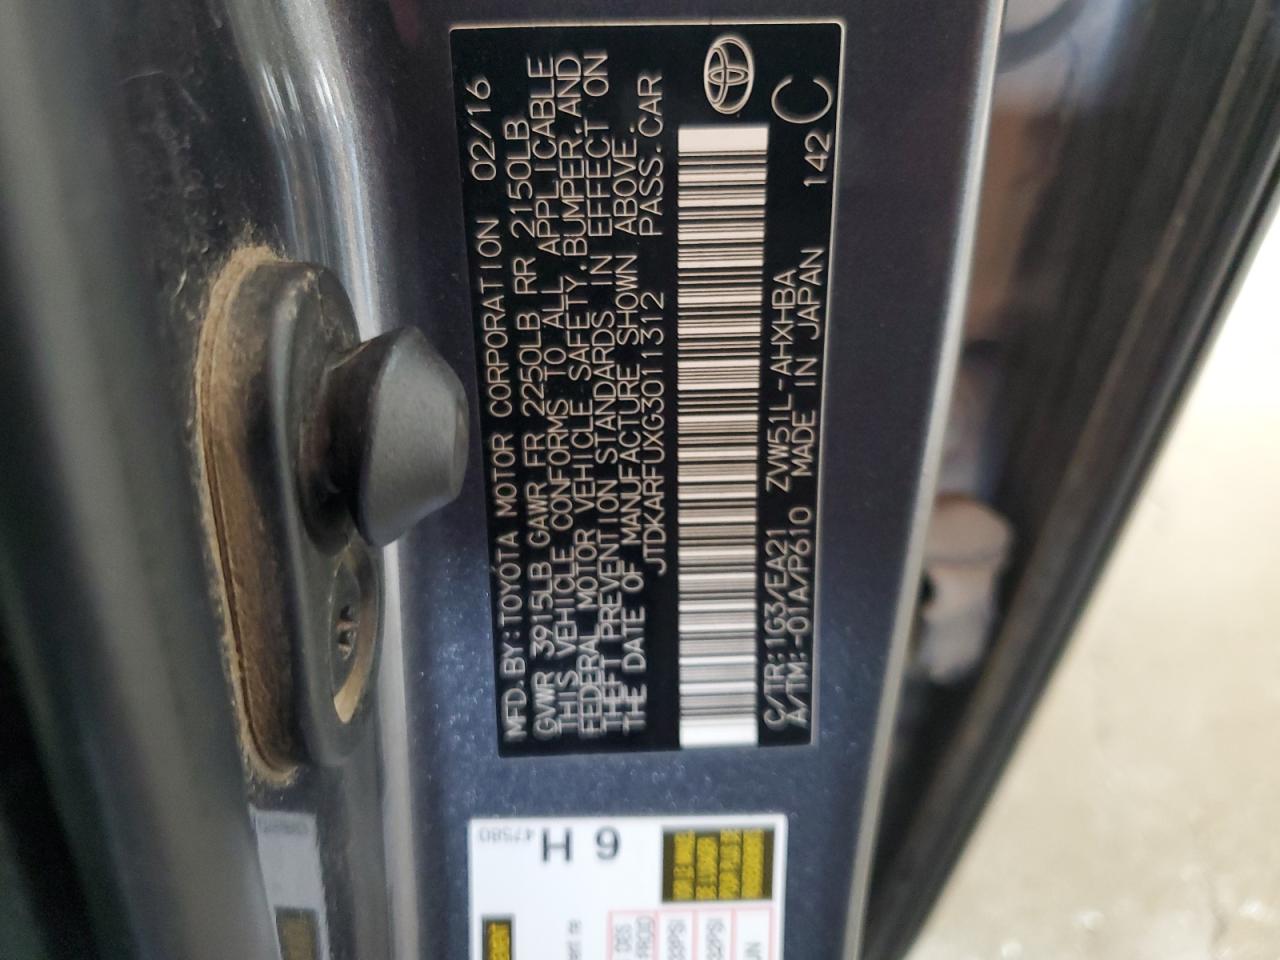 MFD.BY:TOYOTA MOTOR CORPORATION 02/16
GVWR 3915LB GAWR FR 2250LB RR 2150LB
THIS VEHICLE CONFORMS TO ALL APPLICABLE
FEDERAL MOTOR VEHICLE SAFETY,BUMPER,AND
THEFT PREVENTION STANDARDS IN EFFECT ON
THE DATE OF MANUFACTURE SHOWN ABOVE.
JTDKARFUXG3011312 PASS.CAR
C/TR:1G3/EA21 ZVW51L-AHXHBA 142 C
A/TM:-01A/P610 MADE IN JAPAN
47580
H 9